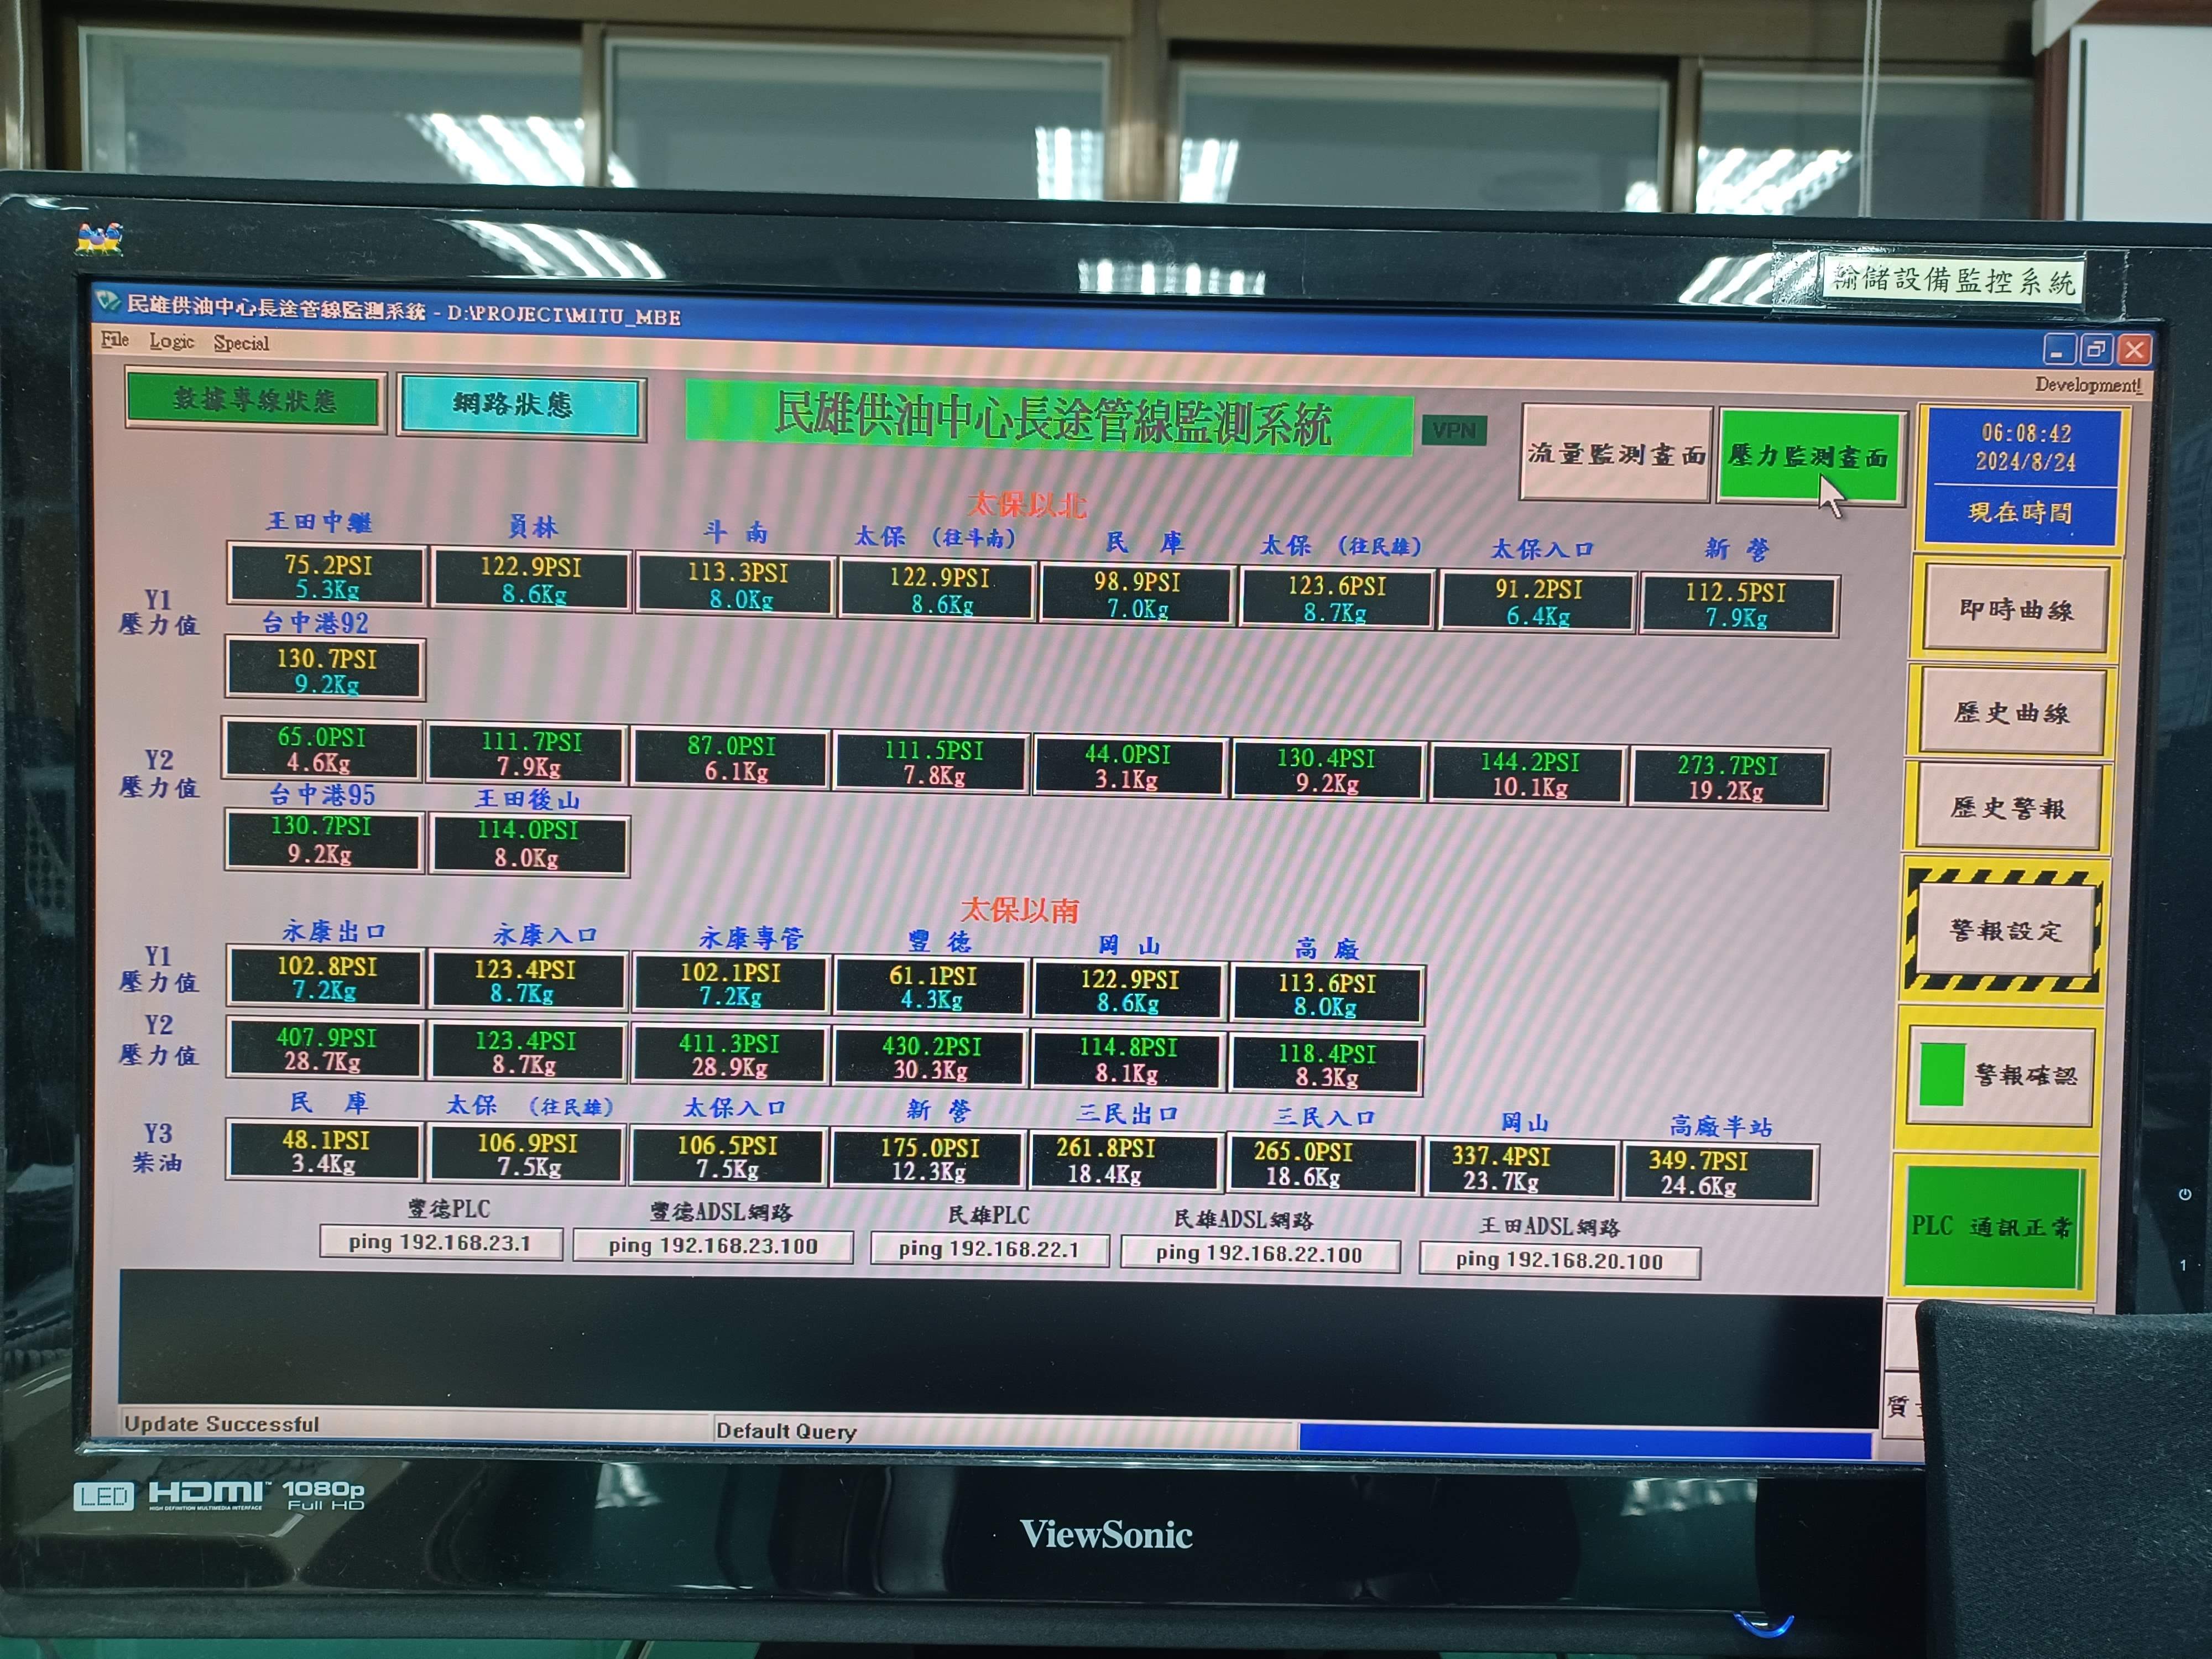 輸儲設備監控系統
民雄供油中心長途管線監測系統 - D:\PROJECT\MITU_MBE
File Logic Special
Development!
數據專線狀態 網路狀態 民雄供油中心長途管線監測系統 VPN 流量監測畫面 壓力監測畫面
06:08:42
2024/8/24
現在時間
太保以北
王田中繼 員林 斗南 太保 (往斗南) 民庫 太保 (往民雄) 太保入口 新營
Y1
壓力值
75.2PSI 122.9PSI 113.3PSI 122.9PSI 98.9PSI 123.6PSI 91.2PSI 112.5PSI
5.3Kg 8.6Kg 8.0Kg 8.6Kg 7.0Kg 8.7Kg 6.4Kg 7.9Kg
台中港92
130.7PSI
9.2Kg
Y2
壓力值
65.0PSI 111.7PSI 87.0PSI 111.5PSI 44.0PSI 130.4PSI 144.2PSI 273.7PSI
4.6Kg 7.9Kg 6.1Kg 7.8Kg 3.1Kg 9.2Kg 10.1Kg 19.2Kg
台中港95 王田後山
130.7PSI 114.0PSI
9.2Kg 8.0Kg
太保以南
永康出口 永康入口 永康專管 豐德 岡山 高廠
Y1
壓力值
102.8PSI 123.4PSI 102.1PSI 61.1PSI 122.9PSI 113.6PSI
7.2Kg 8.7Kg 7.2Kg 4.3Kg 8.6Kg 8.0Kg
Y2
壓力值
407.9PSI 123.4PSI 411.3PSI 430.2PSI 114.8PSI 118.4PSI
28.7Kg 8.7Kg 28.9Kg 30.3Kg 8.1Kg 8.3Kg
民庫 太保 (往民雄) 太保入口 新營 三民出口 三民入口 岡山 高廠半站
Y3
柴油
48.1PSI 106.9PSI 106.5PSI 175.0PSI 261.8PSI 265.0PSI 337.4PSI 349.7PSI
3.4Kg 7.5Kg 7.5Kg 12.3Kg 18.4Kg 18.6Kg 23.7Kg 24.6Kg
豐德PLC 豐德ADSL網路 民雄PLC 民雄ADSL網路 王田ADSL網路
ping 192.168.23.1 ping 192.168.23.100 ping 192.168.22.1 ping 192.168.22.100 ping 192.168.20.100
即時曲線
歷史曲線
歷史警報
警報設定
警報確認
PLC 通訊正常
質
Update Successful Default Query
LED HDMI 1080p
HIGH DEFINITION MULTIMEDIA INTERFACE Full HD
ViewSonic
1